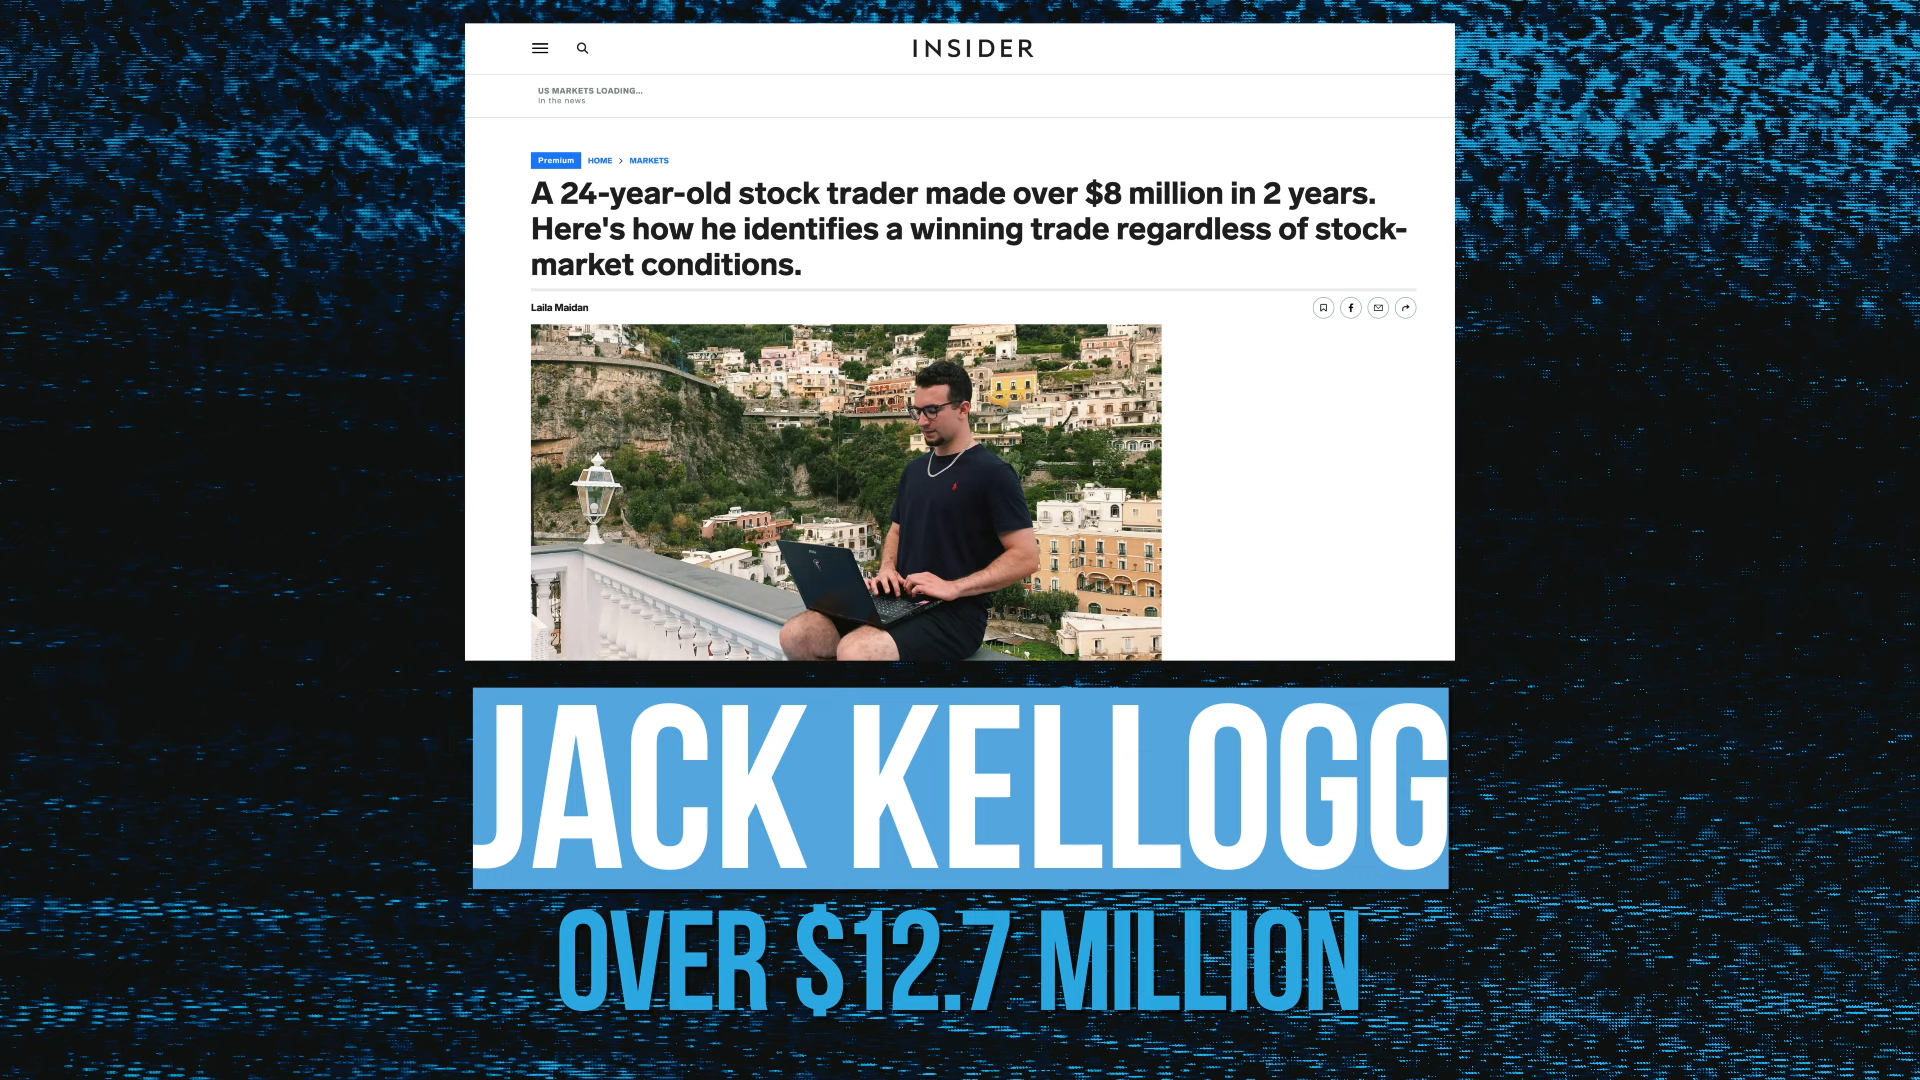 INSIDER
US MARKETS LOADING...
In the news
Premium HOME > MARKETS
A 24-year-old stock trader made over $8 million in 2 years.
Here's how he identifies a winning trade regardless of stock-
market conditions.
Laila Maidan
JACK KELLOGG
OVER $12.7 MILLION